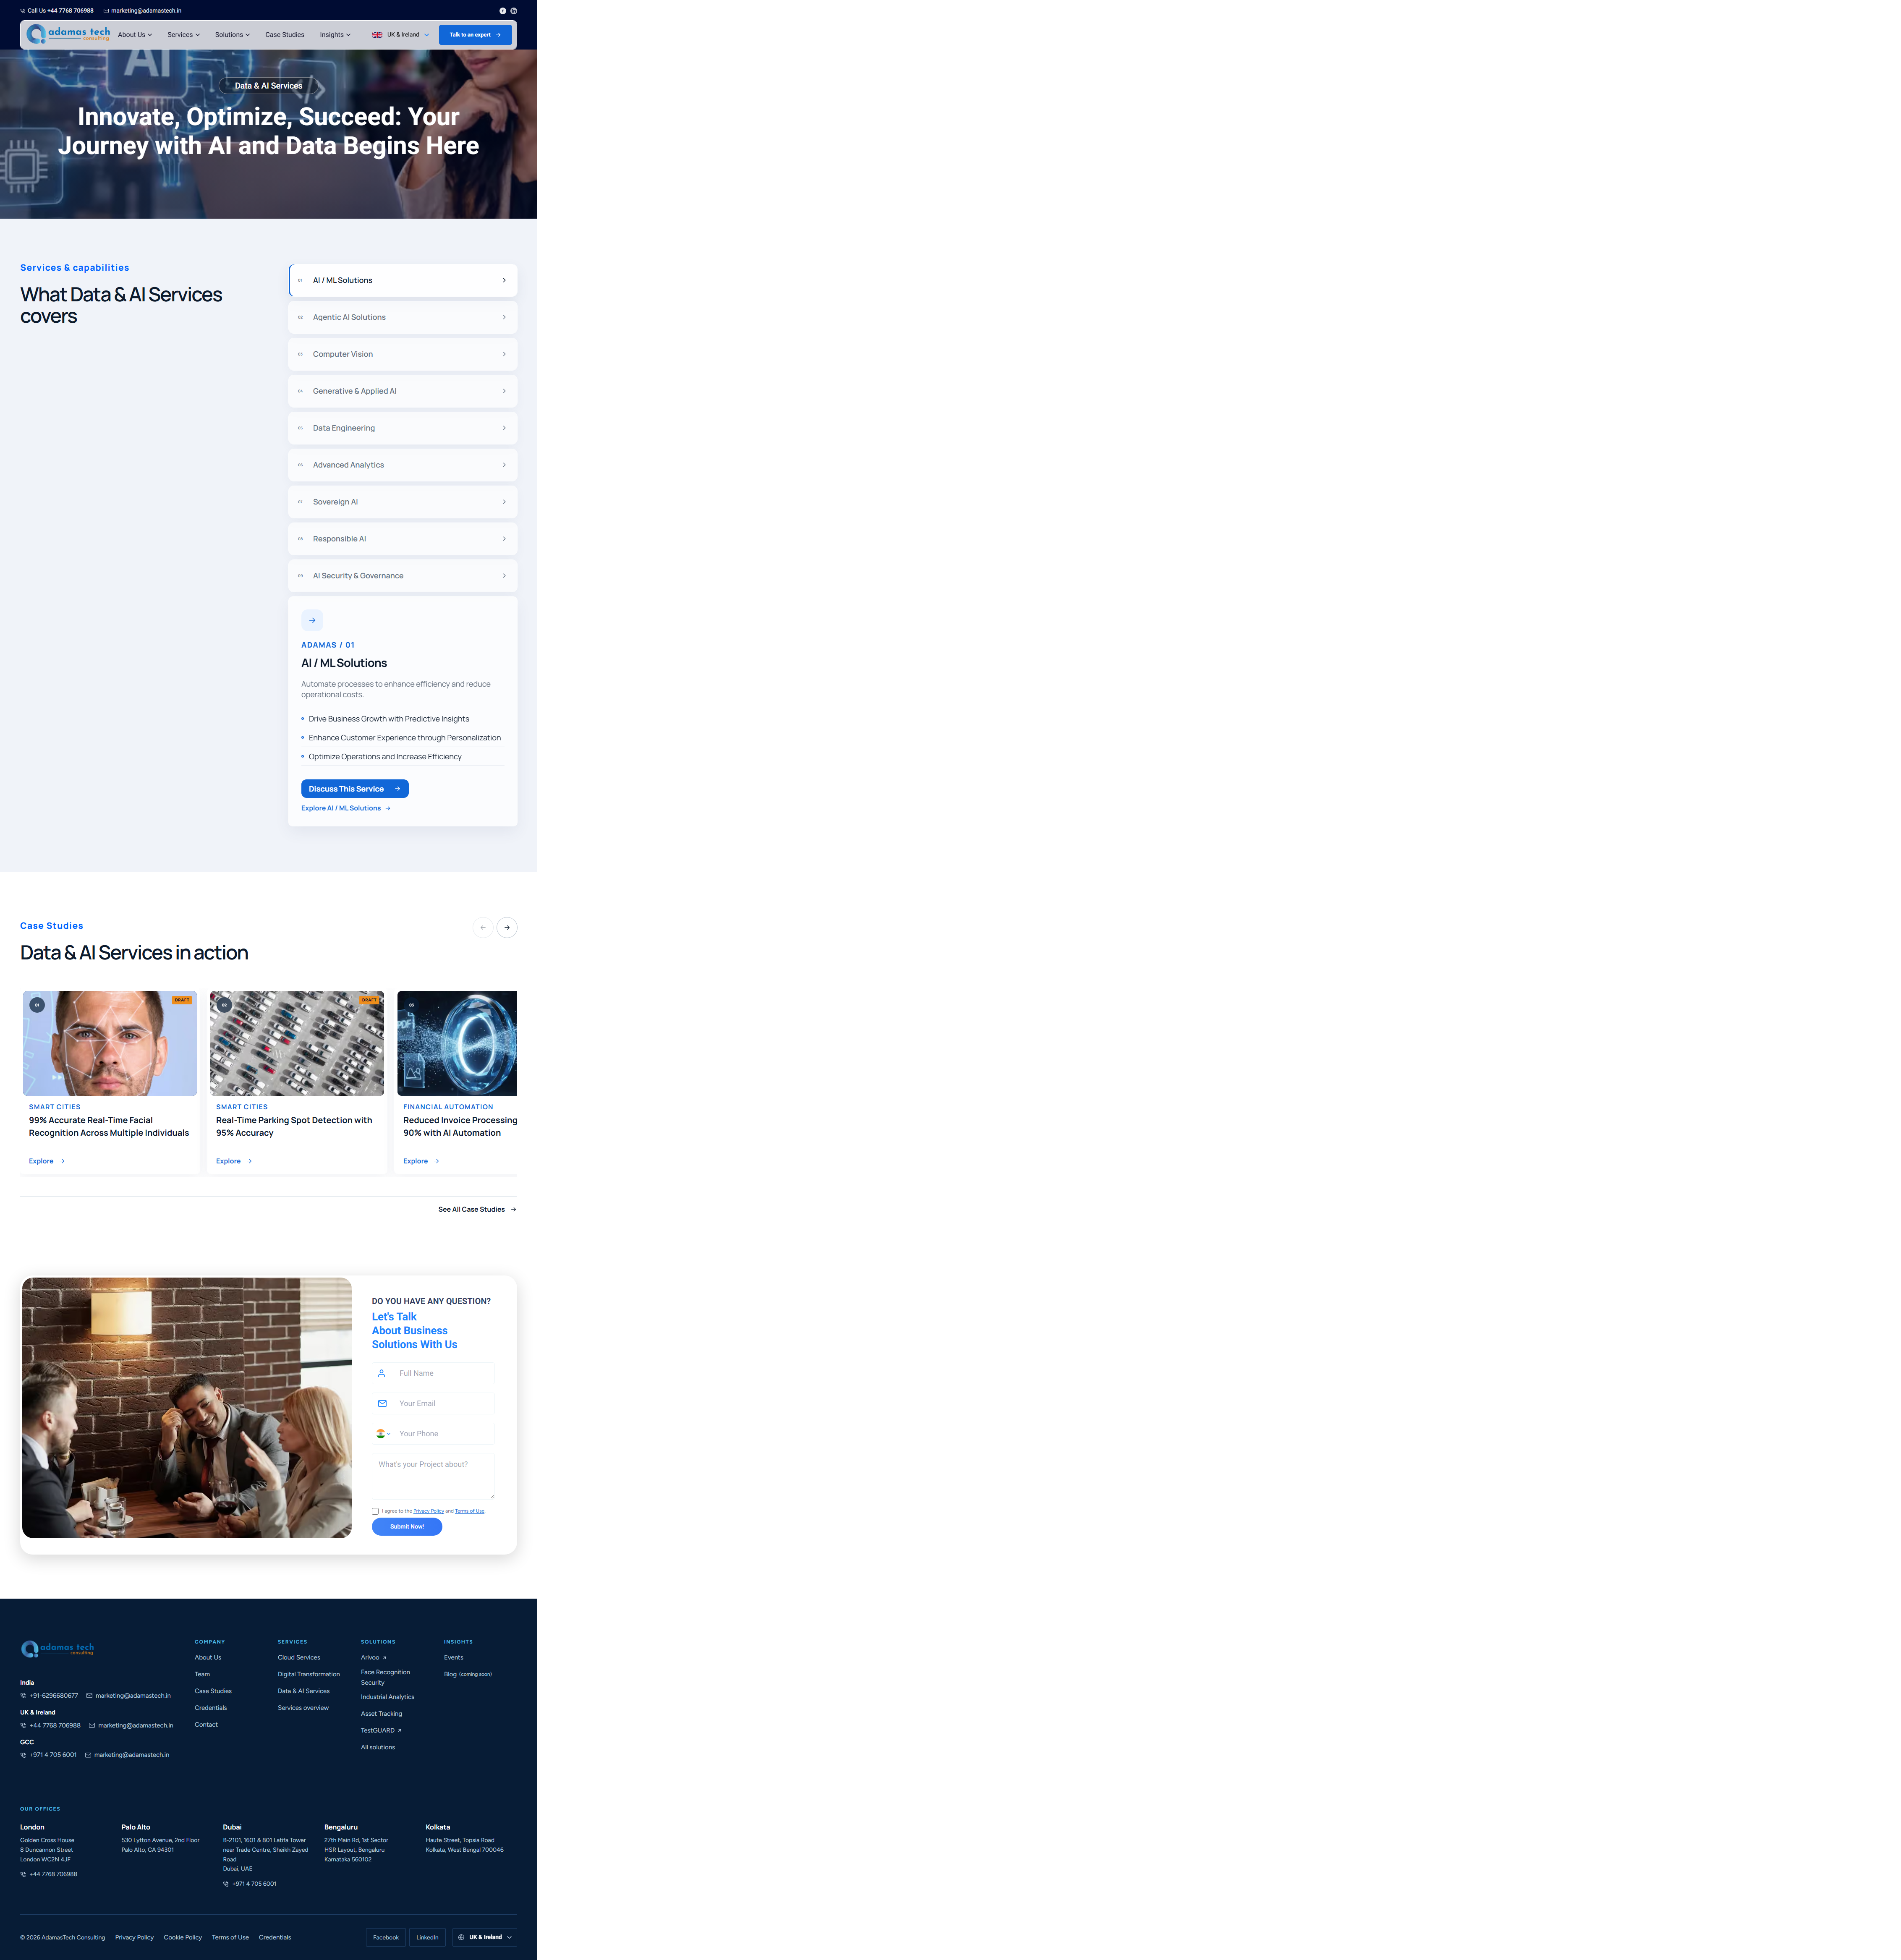 Call Us +44 7768 706988
marketing@adamastech.in
adamas tech
consulting
About Us
Services
Solutions
Case Studies
Insights
UK & Ireland
Talk to an expert
AI
Data & AI Services
Innovate, Optimize, Succeed: Your
Journey with AI and Data Begins Here
Services & capabilities
What Data & AI Services
covers
01 AI / ML Solutions
02 Agentic AI Solutions
03 Computer Vision
04 Generative & Applied AI
05 Data Engineering
06 Advanced Analytics
07 Sovereign AI
08 Responsible AI
09 AI Security & Governance
ADAMAS / 01
AI / ML Solutions
Automate processes to enhance efficiency and reduce
operational costs.
Drive Business Growth with Predictive Insights
Enhance Customer Experience through Personalization
Optimize Operations and Increase Efficiency
Discuss This Service
Explore AI / ML Solutions
Case Studies
Data & AI Services in action
01
DRAFT
SMART CITIES
99% Accurate Real-Time Facial
Recognition Across Multiple Individuals
Explore
02
DRAFT
SMART CITIES
Real-Time Parking Spot Detection with
95% Accuracy
Explore
03
PDF
FINANCIAL AUTOMATION
Reduced Invoice Processing
90% with AI Automation
Explore
See All Case Studies
DO YOU HAVE ANY QUESTION?
Let's Talk
About Business
Solutions With Us
Full Name
Your Email
Your Phone
What's your Project about?
I agree to the Privacy Policy and Terms of Use
Submit Now!
adamas tech
consulting
India
+91-6296680677
marketing@adamastech.in
UK & Ireland
+44 7768 706988
marketing@adamastech.in
GCC
+971 4 705 6001
marketing@adamastech.in
COMPANY
About Us
Team
Case Studies
Credentials
Contact
SERVICES
Cloud Services
Digital Transformation
Data & AI Services
Services overview
SOLUTIONS
Arivoo
Face Recognition
Security
Industrial Analytics
Asset Tracking
TestGUARD
All solutions
INSIGHTS
Events
Blog (coming soon)
OUR OFFICES
London
Golden Cross House
8 Duncannon Street
London WC2N 4JF
+44 7768 706988
Palo Alto
530 Lytton Avenue, 2nd Floor
Palo Alto, CA 94301
Dubai
B-2101, 1601 & 801 Latifa Tower
near Trade Centre, Sheikh Zayed
Road
Dubai, UAE
+971 4 705 6001
Bengaluru
27th Main Rd, 1st Sector
HSR Layout, Bengaluru
Karnataka 560102
Kolkata
Haute Street, Topsia Road
Kolkata, West Bengal 700046
© 2026 AdamasTech Consulting
Privacy Policy
Cookie Policy
Terms of Use
Credentials
Facebook
LinkedIn
UK & Ireland